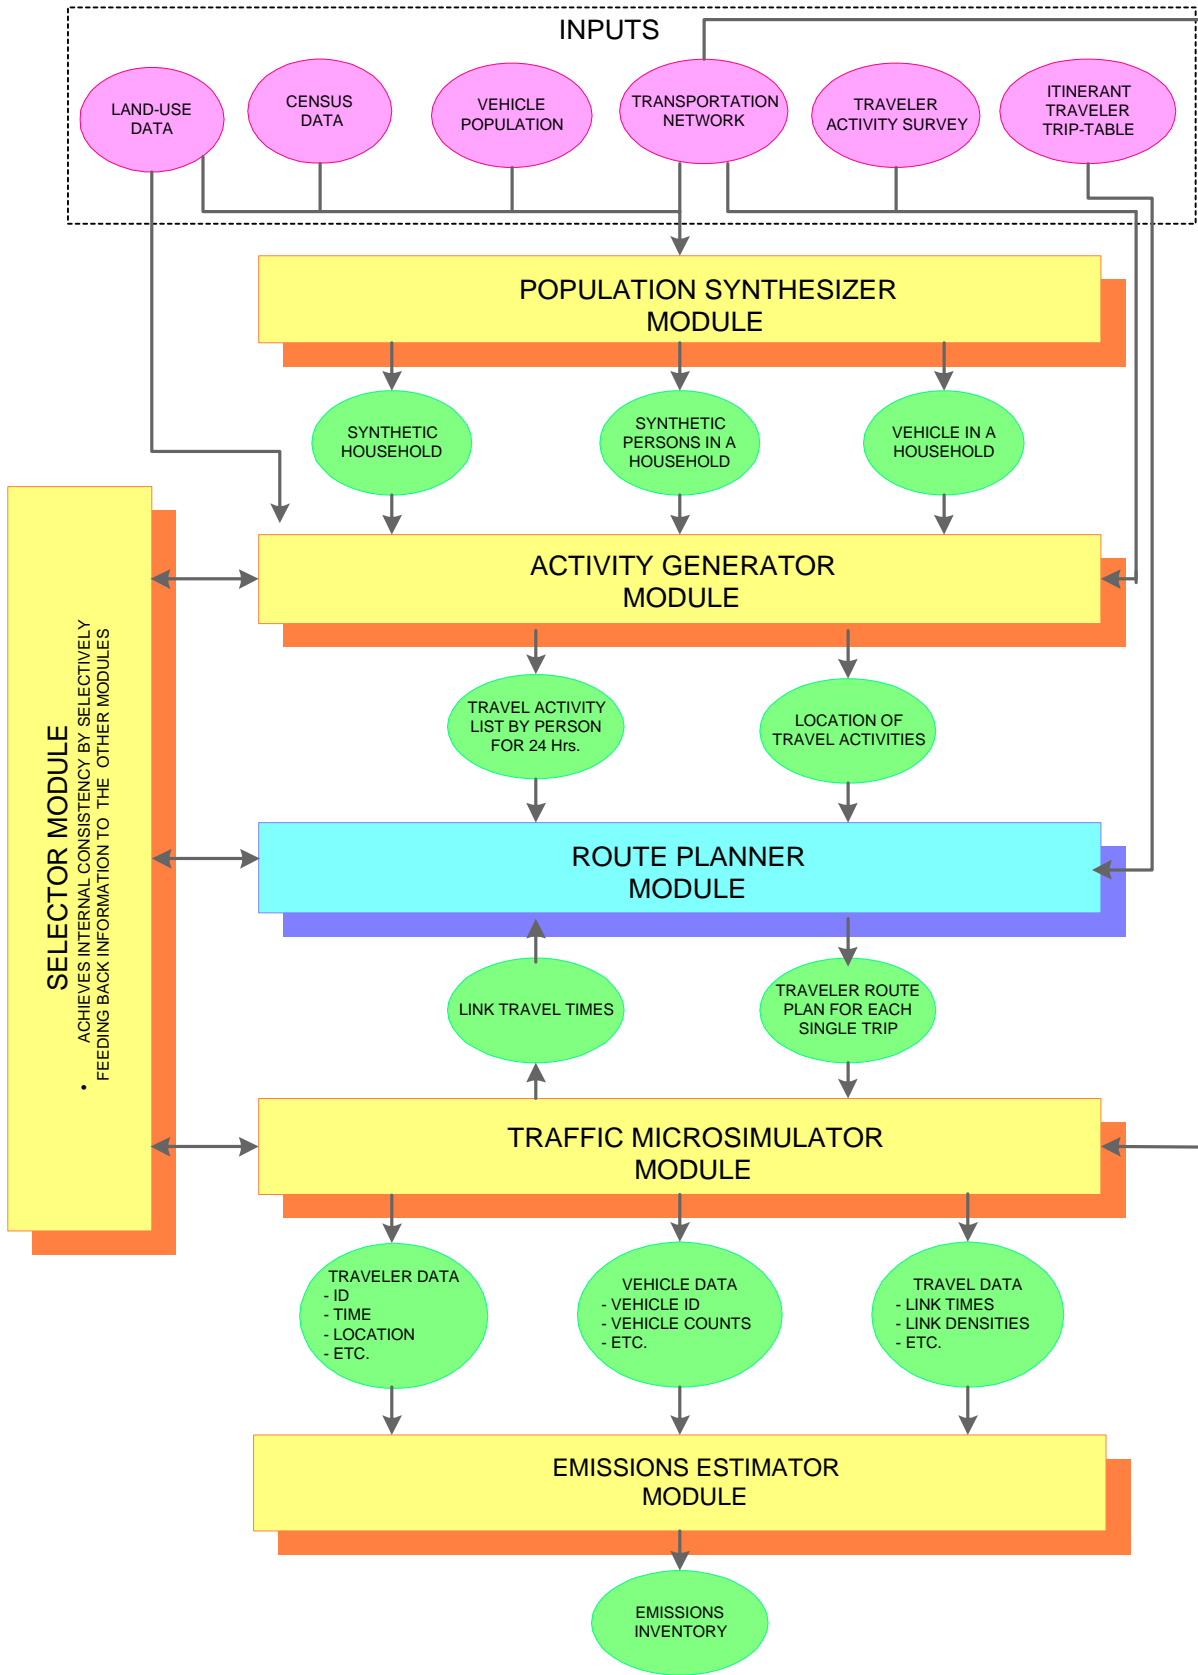 INPUTS
LAND-USE
DATA
CENSUS
DATA
VEHICLE
POPULATION
TRANSPORTATION
NETWORK
TRAVELER
ACTIVITY SURVEY
ITINERANT
TRAVELER
TRIP-TABLE
POPULATION SYNTHESIZER
MODULE
SYNTHETIC
HOUSEHOLD
SYNTHETIC
PERSONS IN A
HOUSEHOLD
VEHICLE IN A
HOUSEHOLD
SELECTOR MODULE
• ACHIEVES INTERNAL CONSISTENCY BY SELECTIVELY
FEEDING BACK INFORMATION TO THE OTHER MODULES
ACTIVITY GENERATOR
MODULE
TRAVEL ACTIVITY
LIST BY PERSON
FOR 24 Hrs.
LOCATION OF
TRAVEL ACTIVITIES
ROUTE PLANNER
MODULE
LINK TRAVEL TIMES
TRAVELER ROUTE
PLAN FOR EACH
SINGLE TRIP
TRAFFIC MICROSIMULATOR
MODULE
TRAVELER DATA
- ID
- TIME
- LOCATION
- ETC.
VEHICLE DATA
- VEHICLE ID
- VEHICLE COUNTS
- ETC.
TRAVEL DATA
- LINK TIMES
- LINK DENSITIES
- ETC.
EMISSIONS ESTIMATOR
MODULE
EMISSIONS
INVENTORY